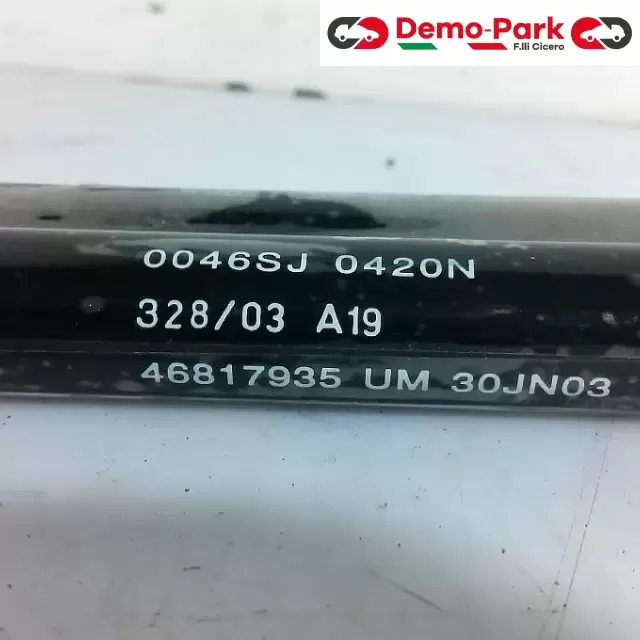 Demo-Park
F.lli Cicero
0046SJ 0420N
328/03 A19
46817935 UM 30JN03